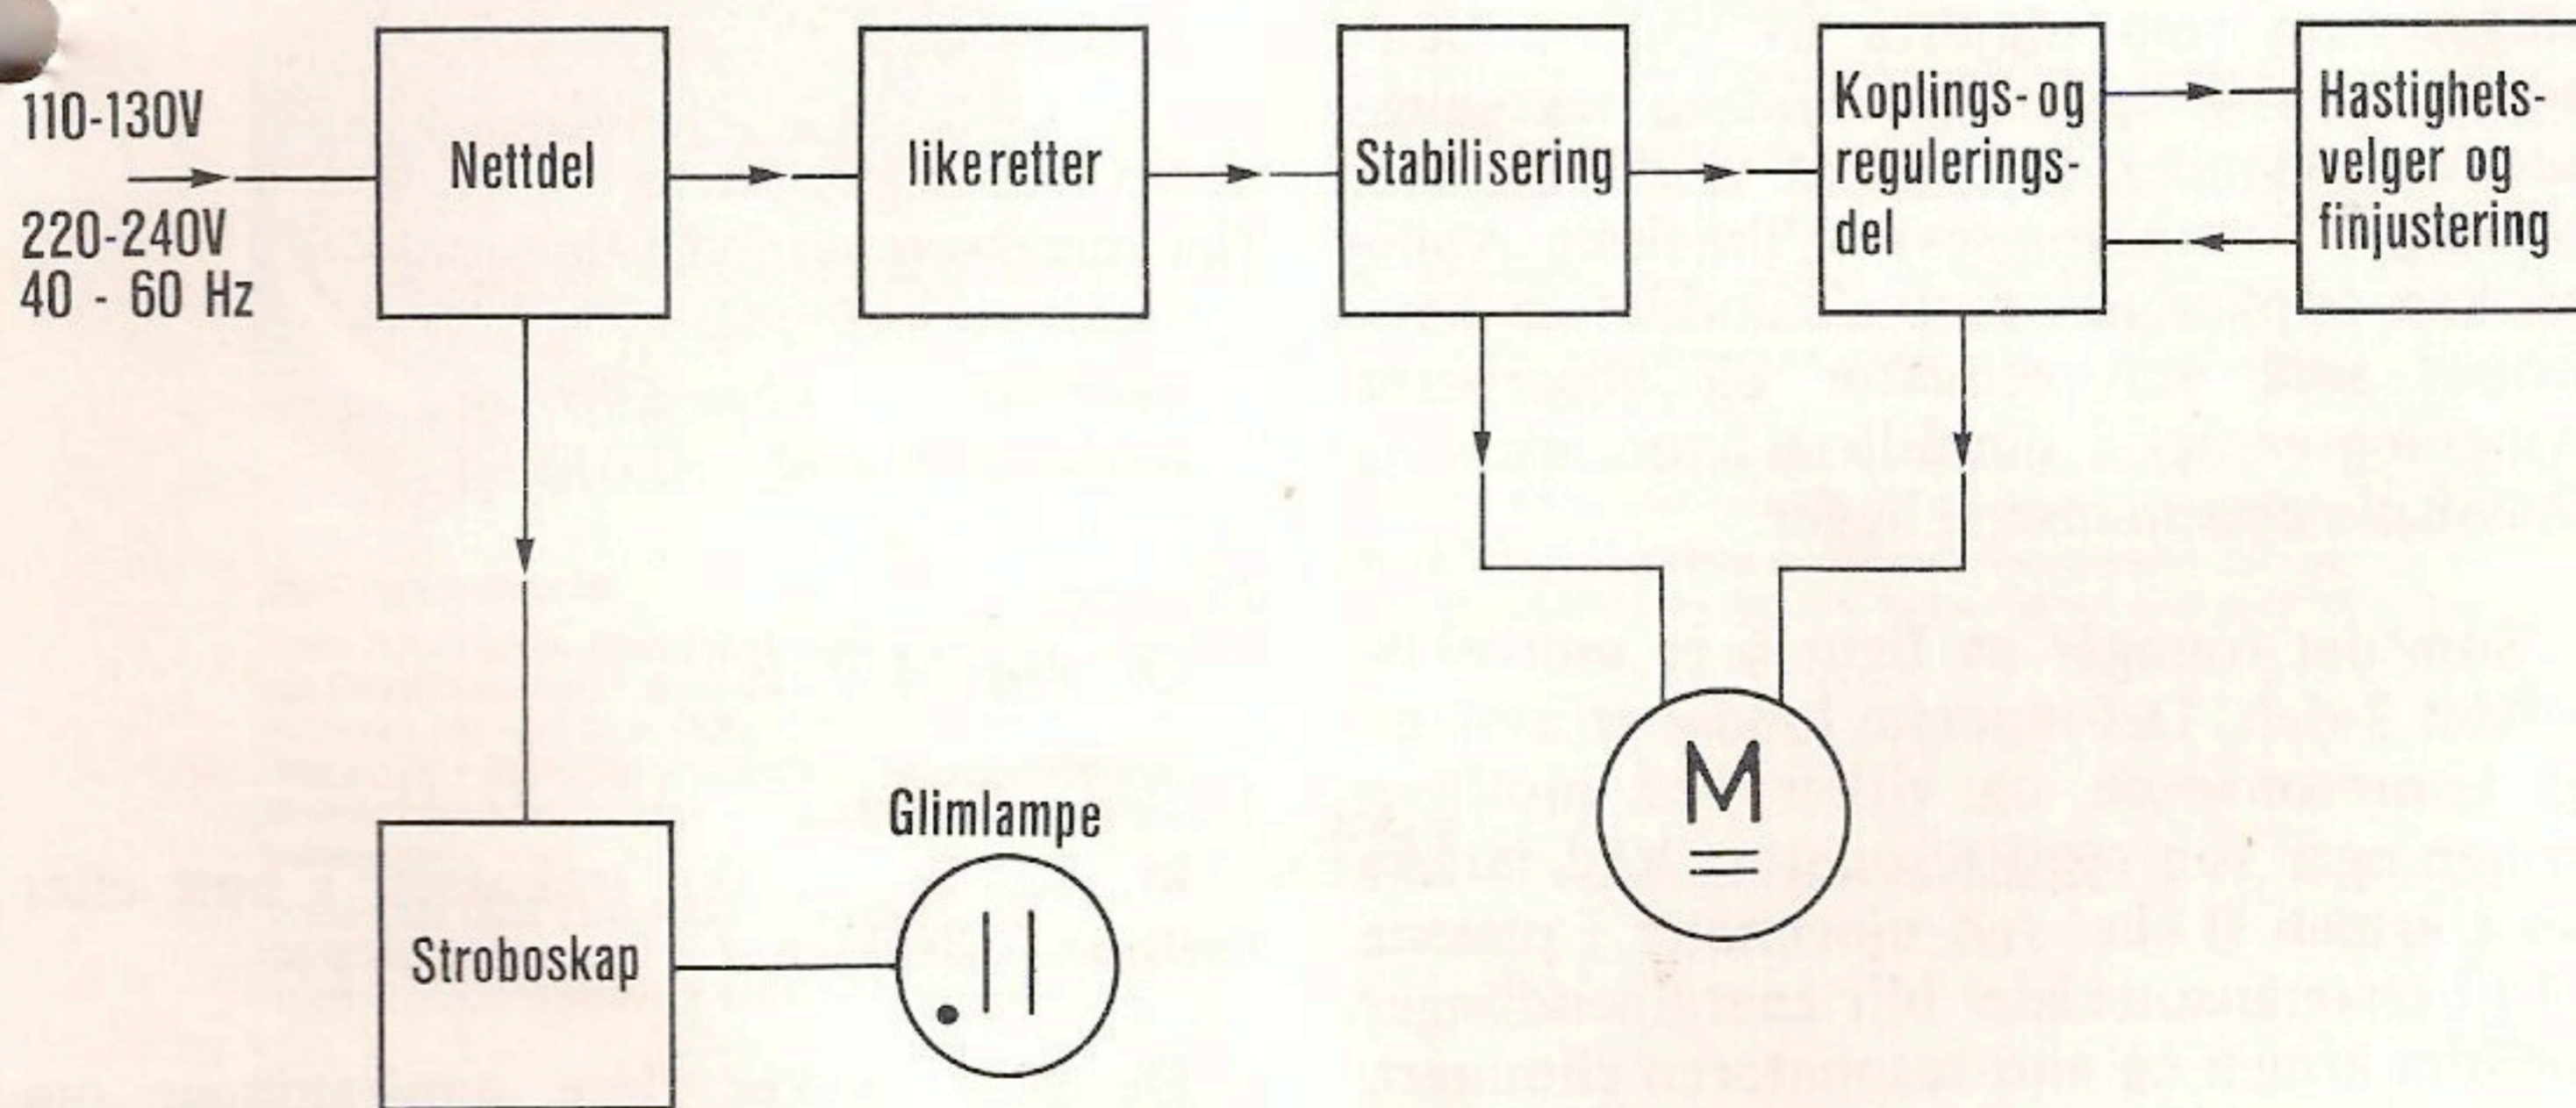 110-130V
220-240V
40 - 60 Hz
Nettdel
likeretter
Stabilisering
Koplings- og
regulerings-
del
Hastighets-
velger og
finjustering
Stroboskap
Glimlampe
M